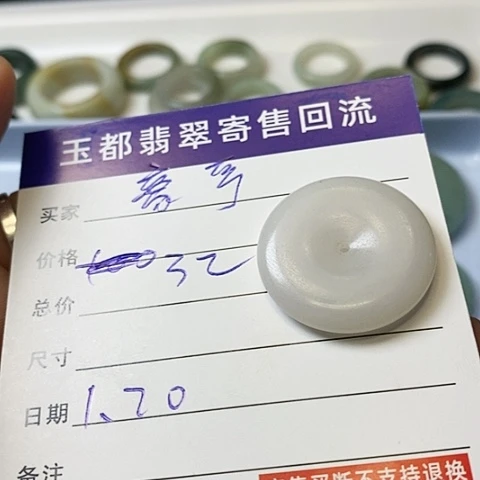 玉都翡翠寄售回流
买家
价格 32
总价
尺寸
日期 1.20
备注
不支持退换